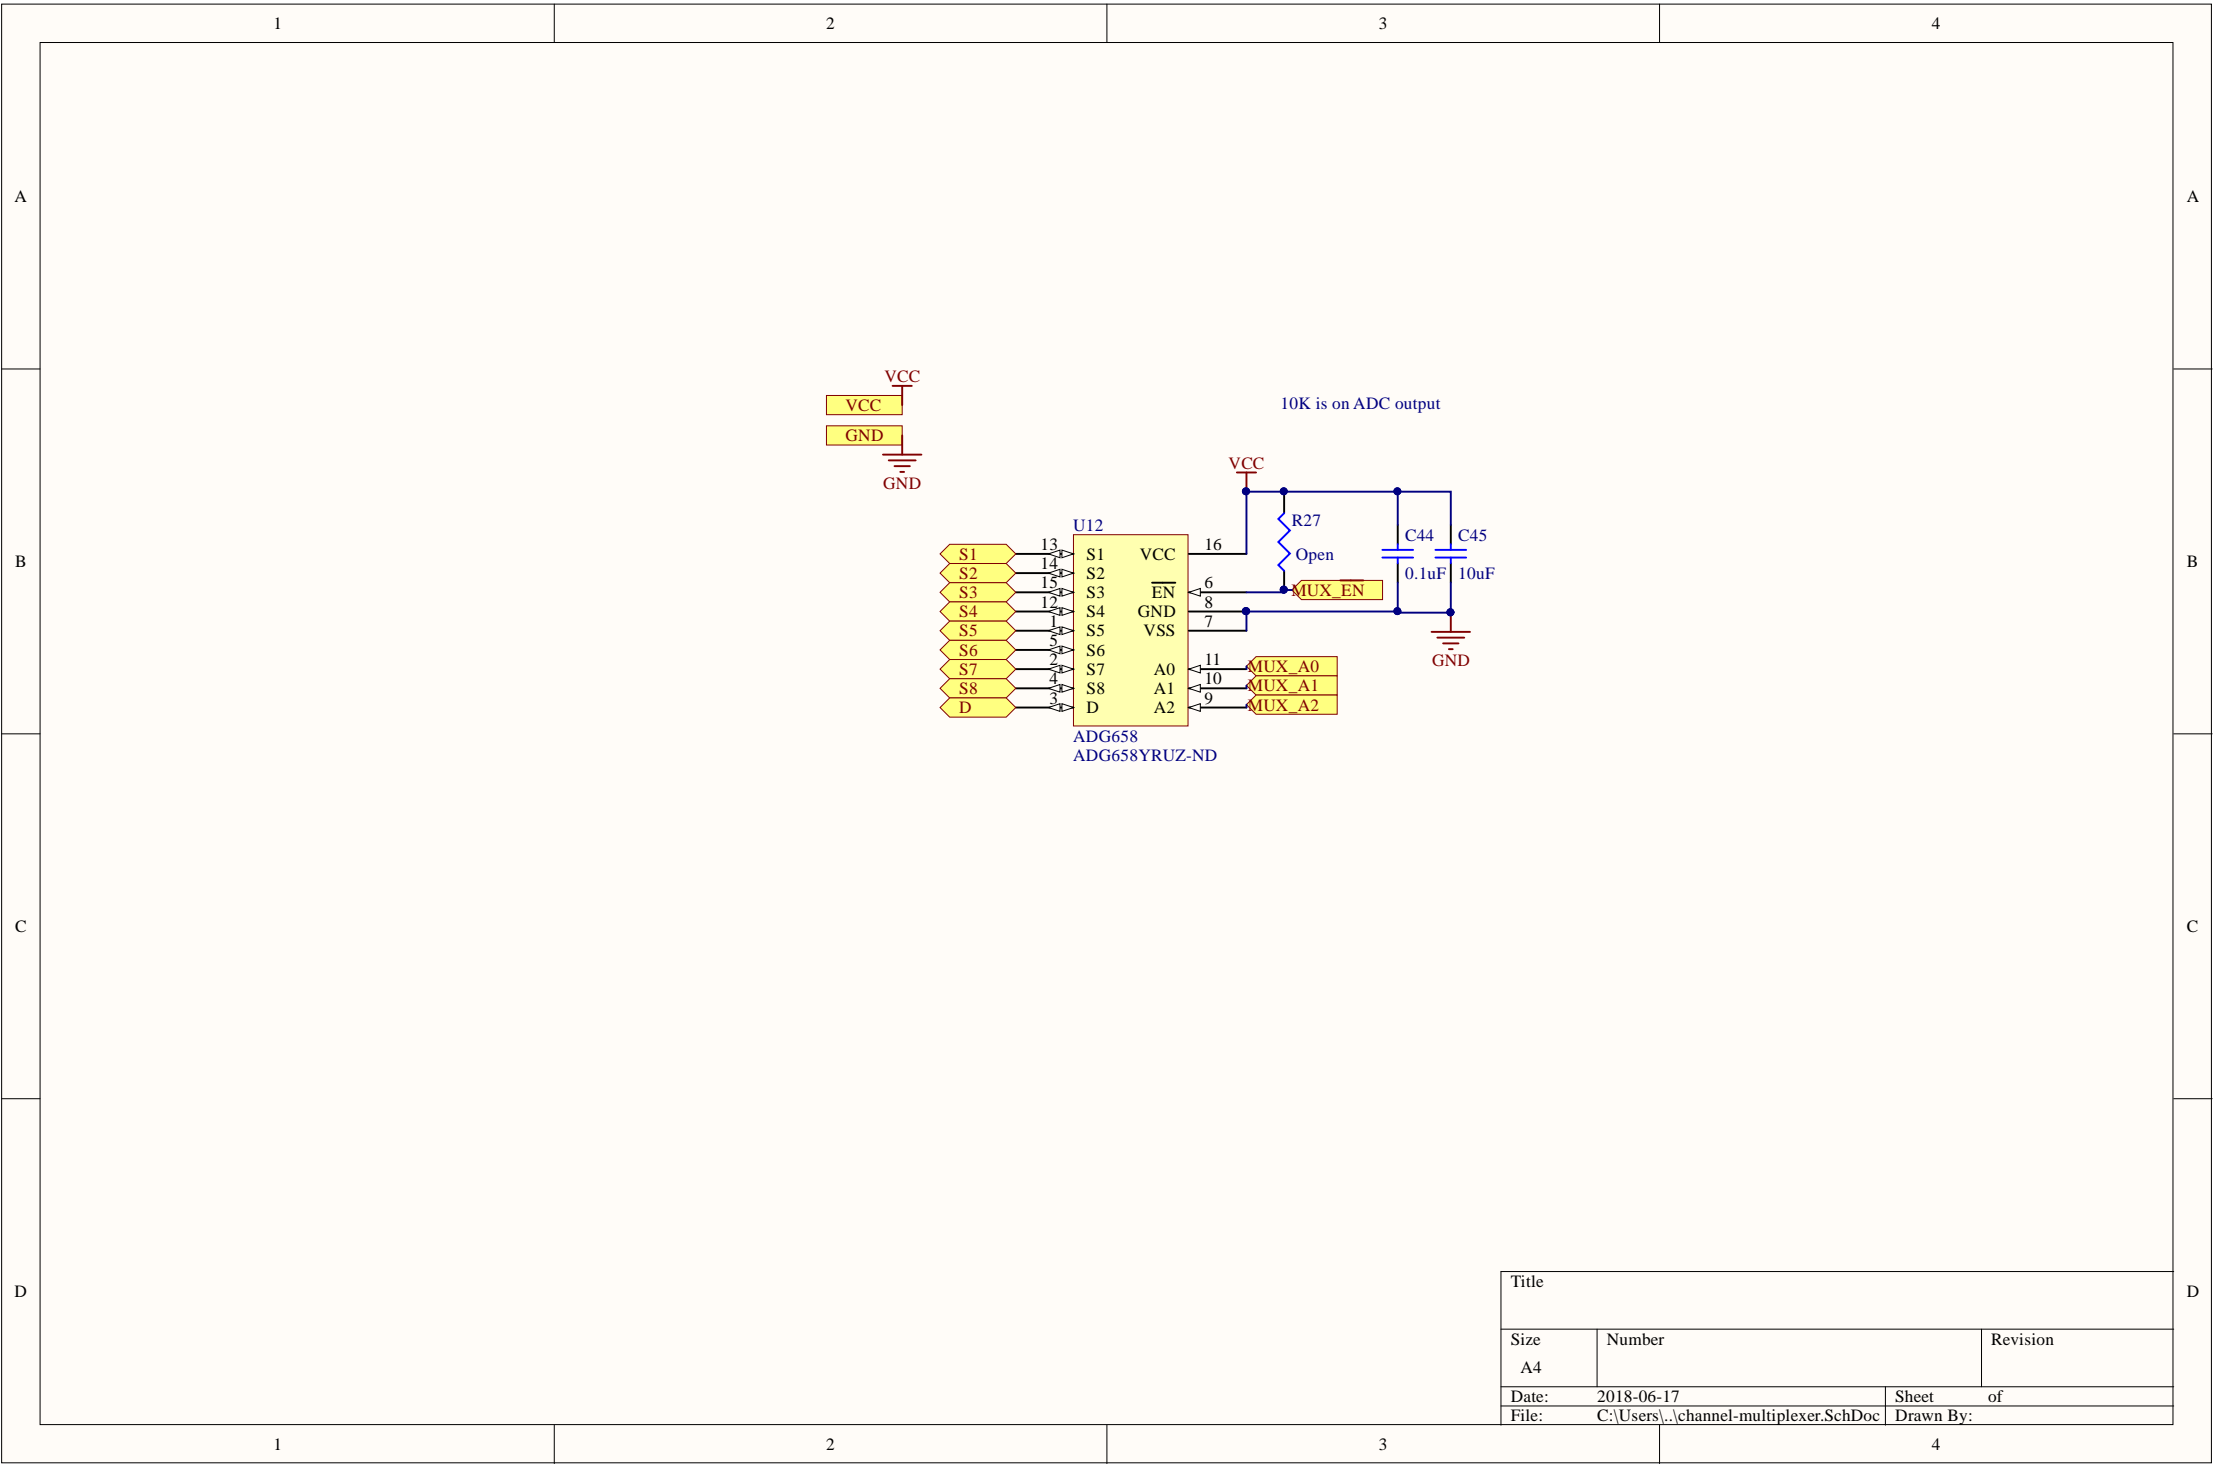 1 2 3 4
A A
VCC
VCC
10K is on ADC output
GND
GND
VCC
U12
R27
Open
C44
0.1uF
C45
10uF
B B
S1 13 S1 VCC 16
S2 14 S2
S3 15 S3 EN 6 MUX_EN
S4 12 S4 GND 8
S5 1 S5 VSS 7
S6 5 S6
GND
S7 2 S7 A0 11 MUX_A0
S8 4 S8 A1 10 MUX_A1
D 3 D A2 9 MUX_A2
ADG658
ADG658YRUZ-ND
C C
D D
Title
Size Number Revision
A4
Date: 2018-06-17 Sheet of
File: C:\Users\..\channel-multiplexer.SchDoc Drawn By:
1 2 3 4